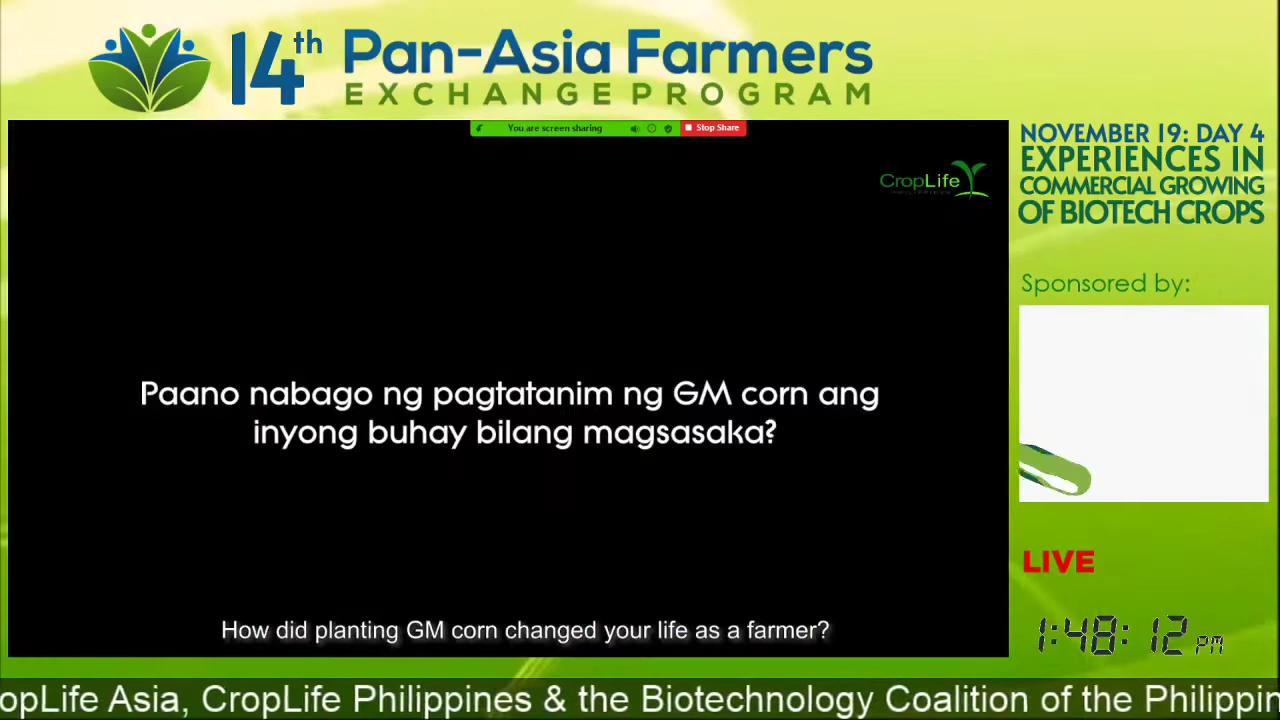 14th Pan-Asia Farmers
EXCHANGE PROGRAM
You are screen sharing
Stop Share
CropLife
NOVEMBER 19: DAY 4
EXPERIENCES IN
COMMERCIAL GROWING
OF BIOTECH CROPS
Sponsored by:
Paano nabago ng pagtatanim ng GM corn ang
inyong buhay bilang magsasaka?
How did planting GM corn changed your life as a farmer?
LIVE
1:48:12 pm
opLife Asia, CropLife Philippines & the Biotechnology Coalition of the Philippin